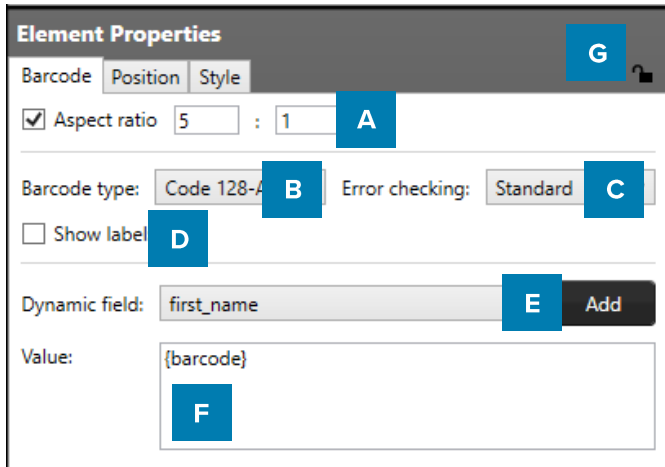 Element Properties
G
Barcode Position Style
Aspect ratio 5 : 1 A
Barcode type: Code 128-A B Error checking: Standard C
Show label D
Dynamic field: first_name E Add
Value: {barcode}
F